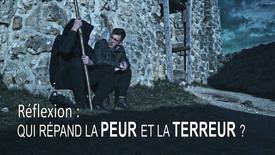 Réflexion :
QUI RÉPAND LA PEUR ET LA TERREUR ?